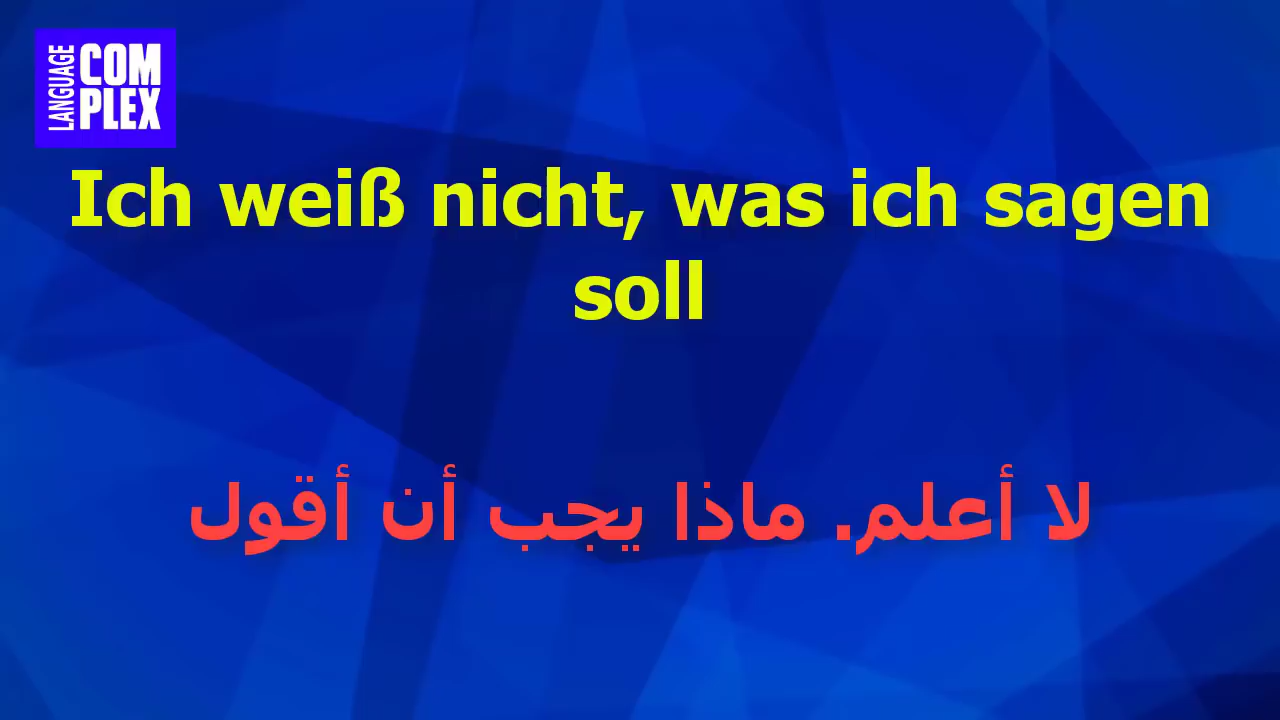 LANGUAGE
COM
PLEX
Ich weiß nicht, was ich sagen
soll
لا أعلم. ماذا يجب أن أقول